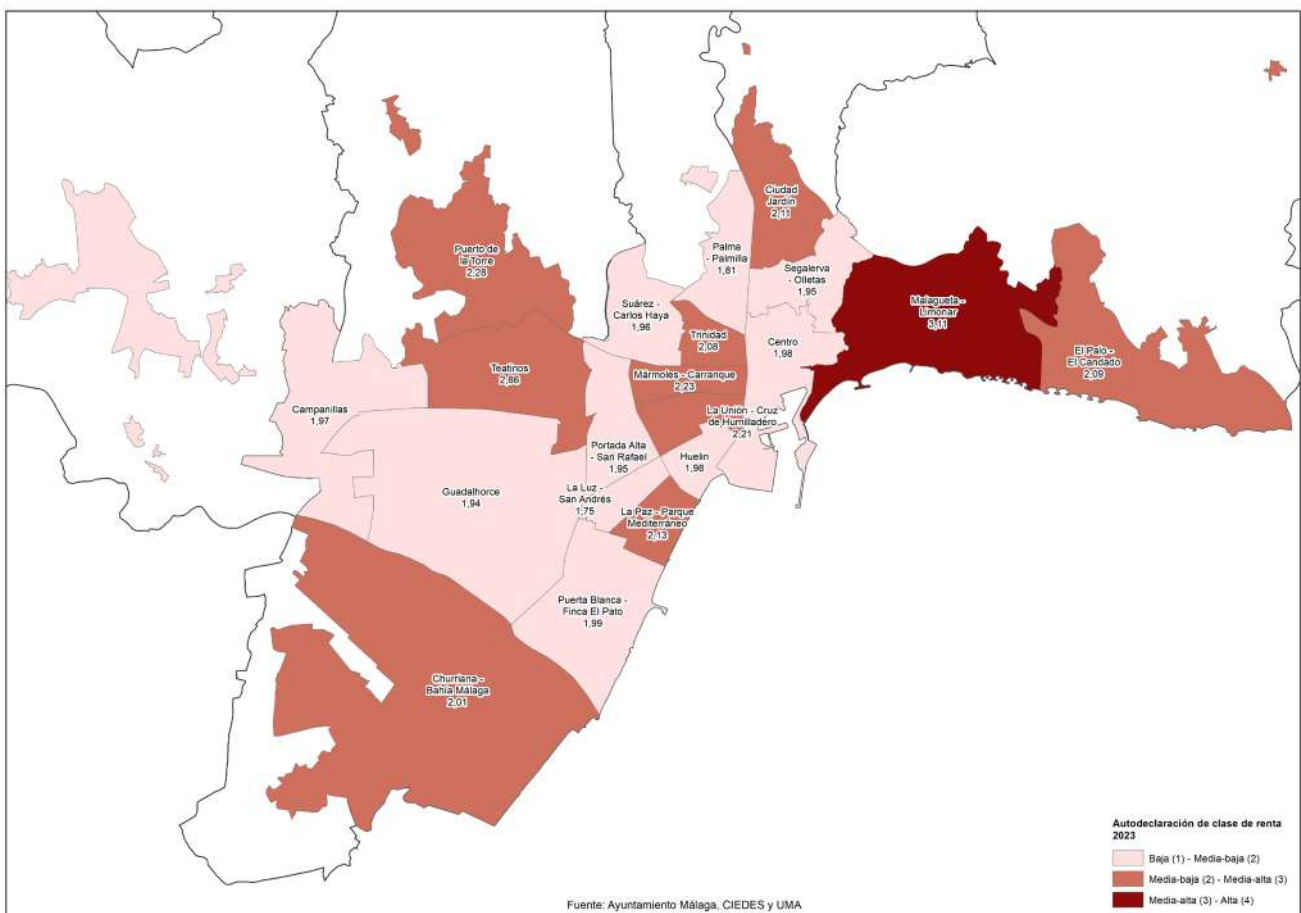 Ciudad
Jardín
2,11
Puerto de
la Torre
2,28
Palma
- Palmilla
1,81
Segalerva
- Olletas
1,95
Suárez -
Carlos Haya
1,96
Malagueta -
Limonar
3,11
Trinidad
2,08
Centro
1,98
El Palo -
El Candado
2,09
Teatinos
2,86
Mármoles - Carranque
2,23
Campanillas
1,97
La Unión - Cruz
de Humilladero
2,21
Portada Alta
- San Rafael
1,95
Huelin
1,98
Guadalhorce
1,94
La Luz -
San Andrés
1,75
La Paz - Parque
Mediterráneo
2,13
Puerta Blanca -
Finca El Pato
1,99
Churriana -
Bahía Málaga
2,01
Autodeclaración de clase de renta
2023
Baja (1) - Media-baja (2)
Media-baja (2) - Media-alta (3)
Media-alta (3) - Alta (4)
Fuente: Ayuntamiento Málaga, CIEDES y UMA